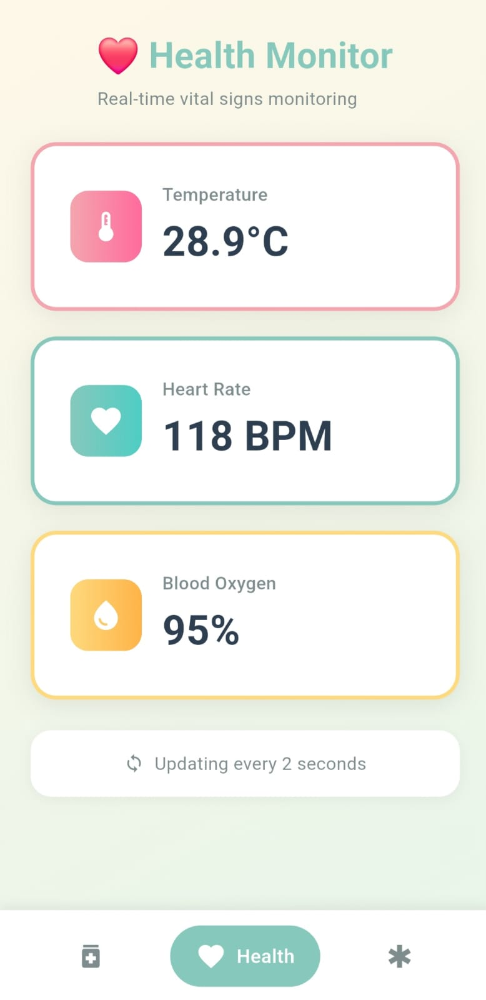 Health Monitor
Real-time vital signs monitoring
Temperature
28.9°C
Heart Rate
118 BPM
Blood Oxygen
95%
Updating every 2 seconds
Health